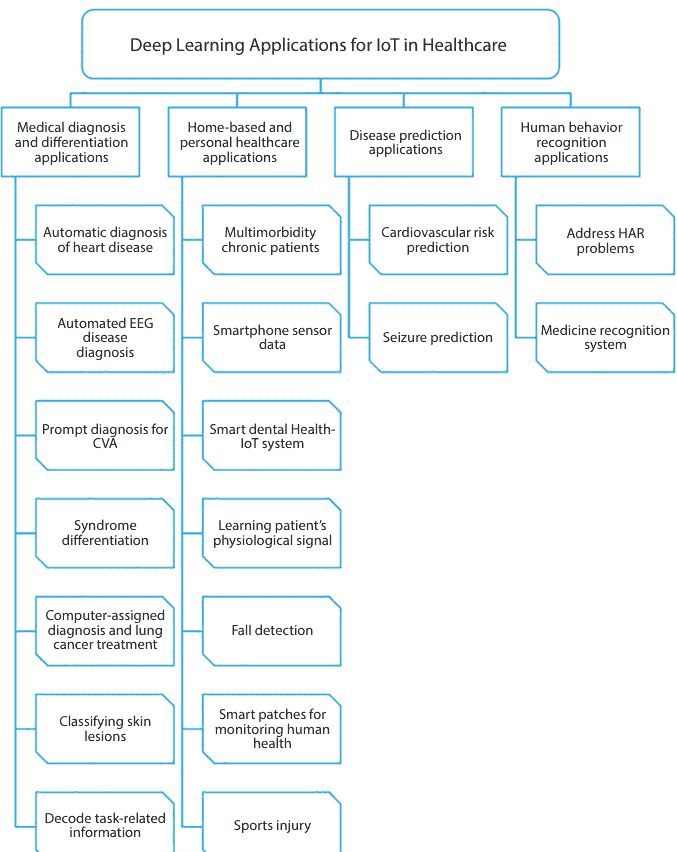 Deep Learning Applications for IoT in Healthcare
Medical diagnosis
and differentiation
applications
Home-based and
personal healthcare
applications
Disease prediction
applications
Human behavior
recognition
applications
Automatic diagnosis
of heart disease
Automated EEG
disease
diagnosis
Prompt diagnosis for
CVA
Syndrome
differentiation
Computer-assigned
diagnosis and lung
cancer treatment
Classifying skin
lesions
Decode task-related
information
Multimorbidity
chronic patients
Smartphone sensor
data
Smart dental Health-
IoT system
Learning patient’s
physiological signal
Fall detection
Smart patches for
monitoring human
health
Sports injury
Cardiovascular risk
prediction
Seizure prediction
Address HAR
problems
Medicine recognition
system